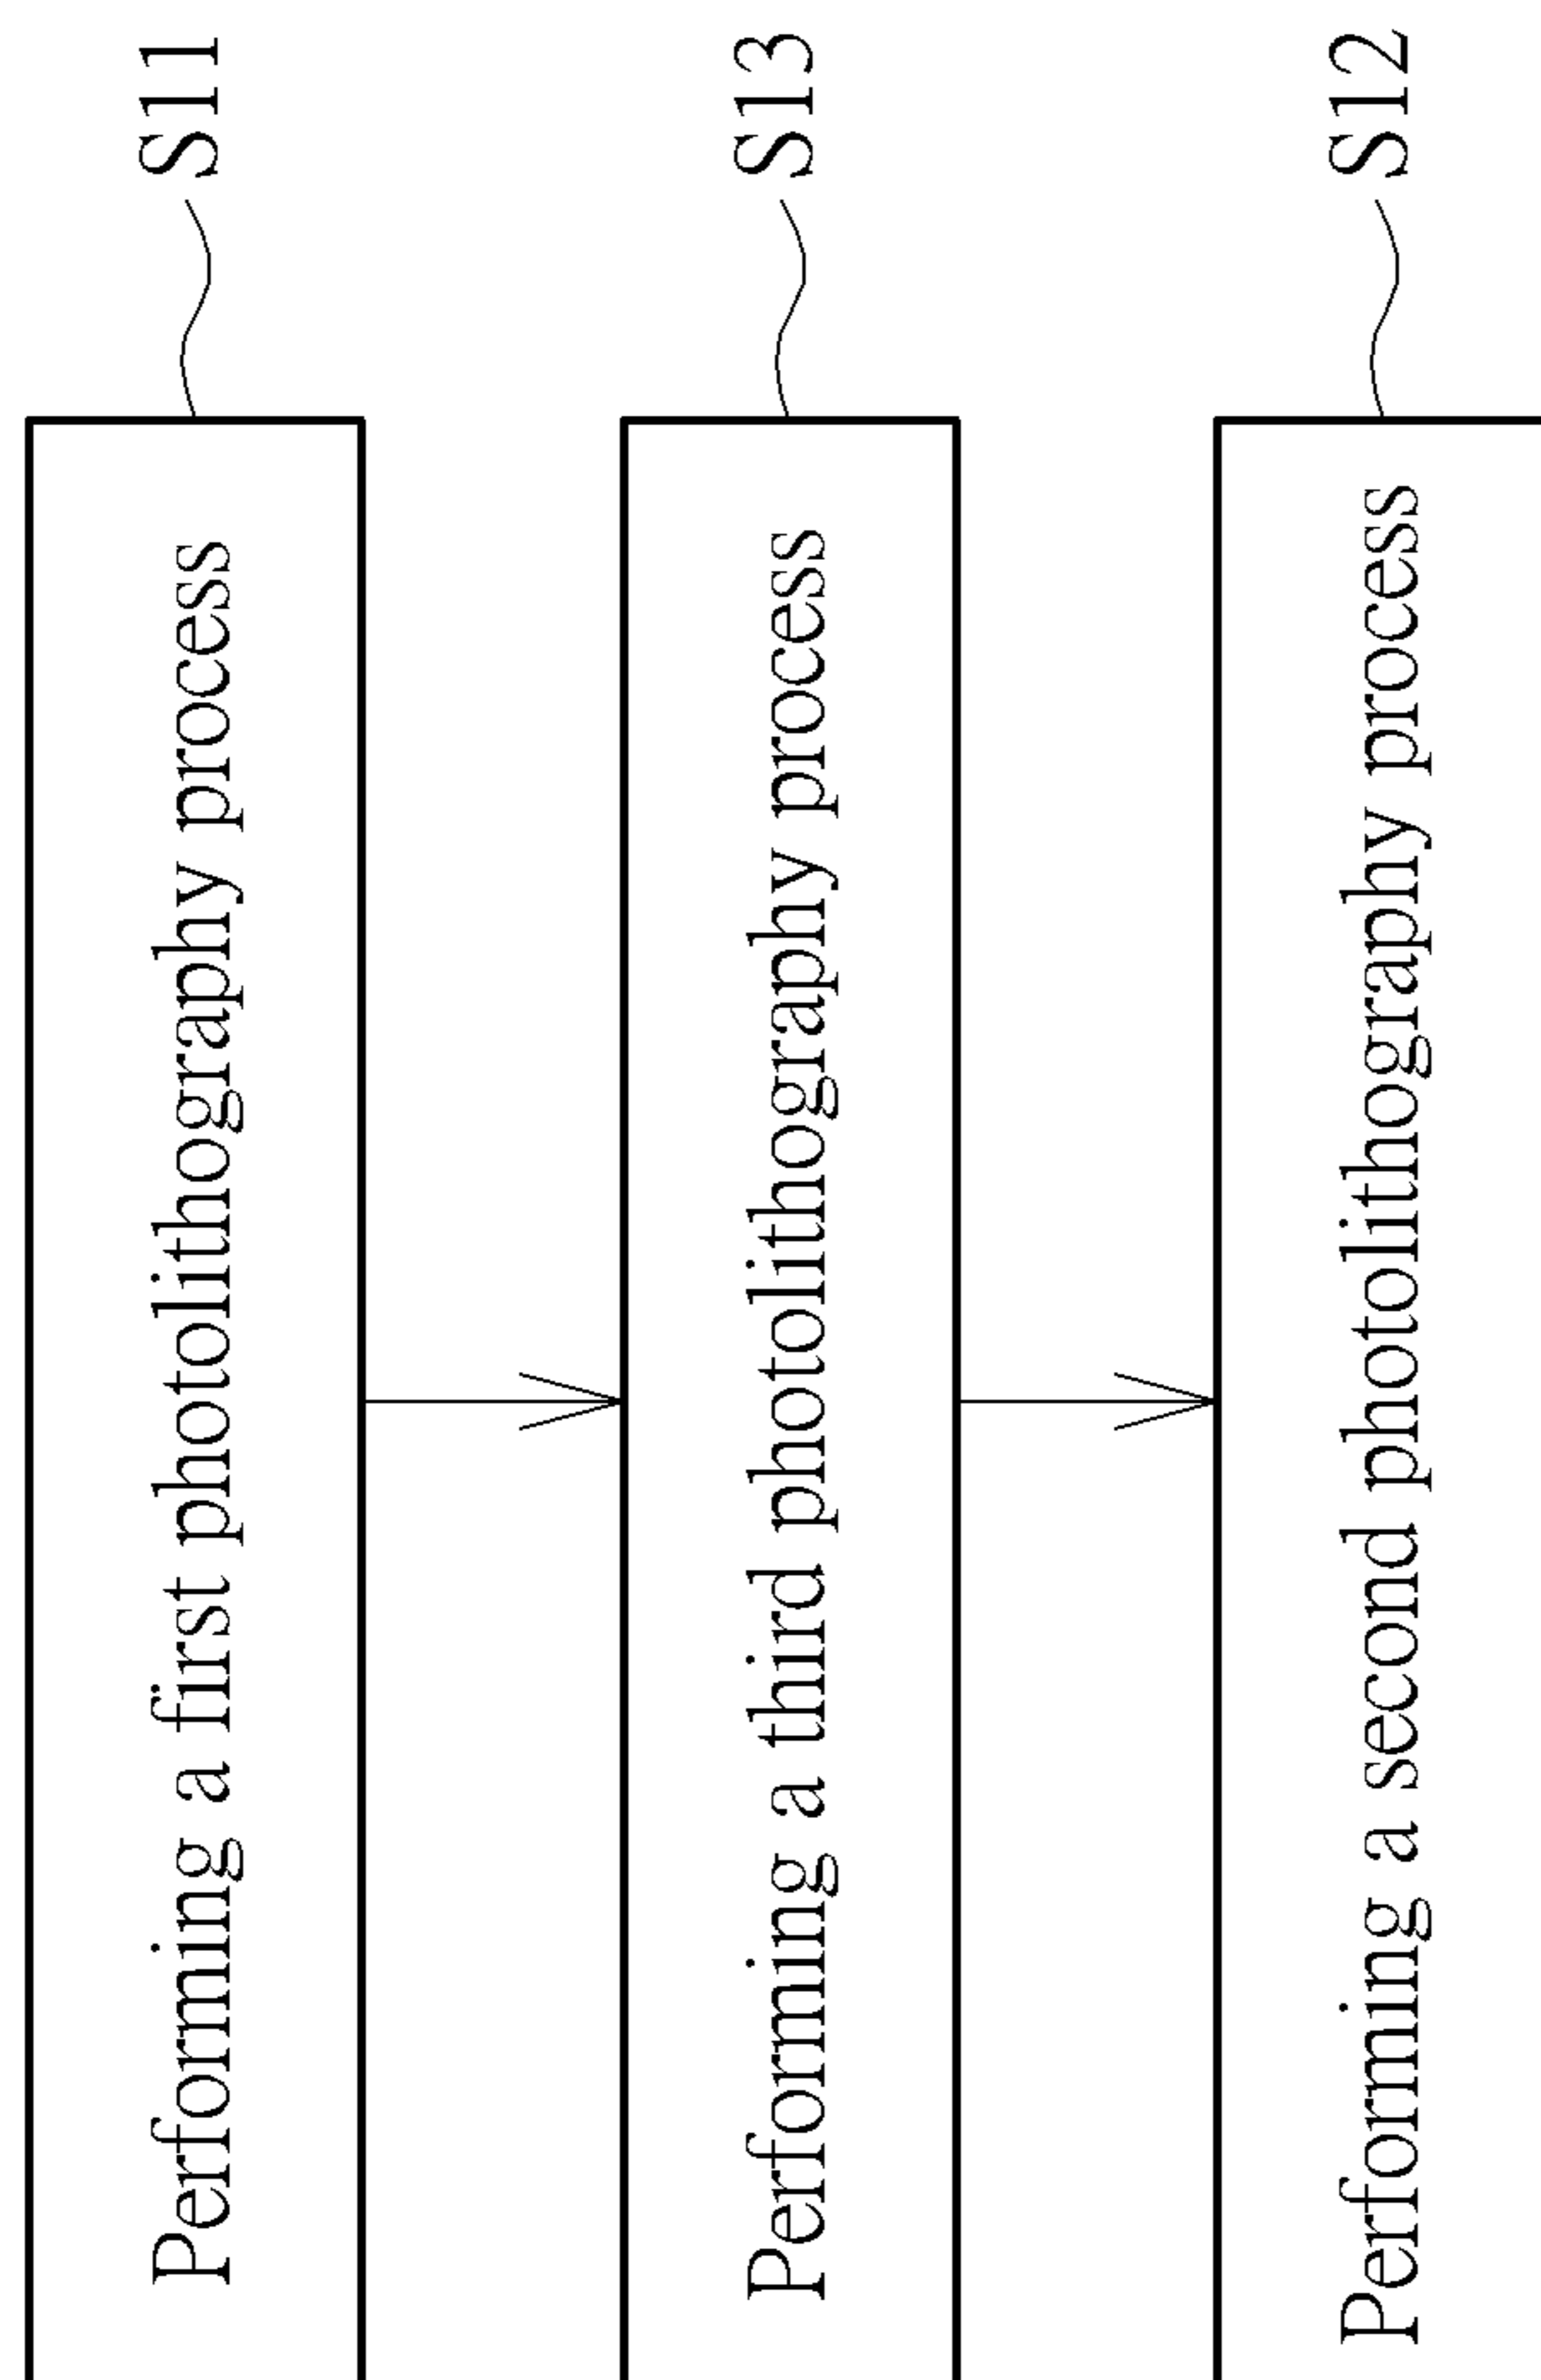 Performing a first photolithography process
S11
Performing a third photolithography process
S13
Performing a second photolithography process
S12